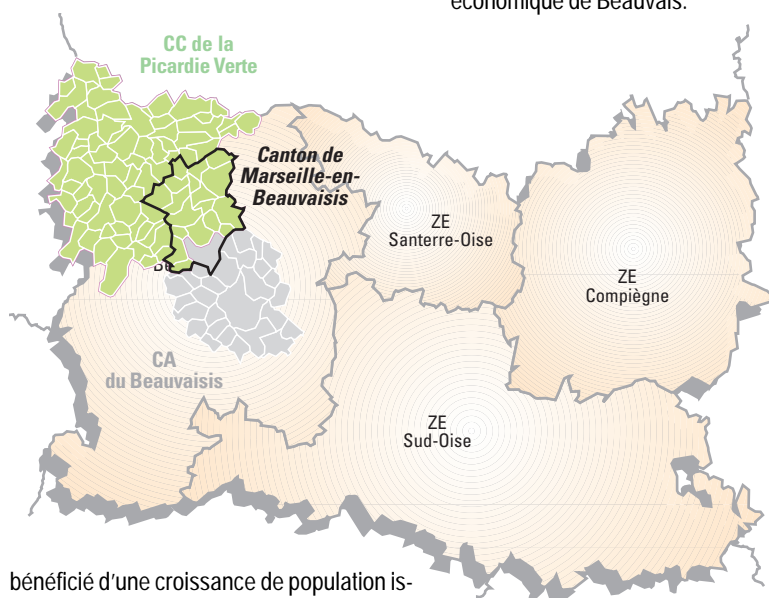 économique de Beauvais.
CC de la
Picardie Verte
Canton de
Marseille-en-
Beauvaisis
ZE
Santerre-Oise
ZE
Compiègne
CA
du Beauvaisis
ZE
Sud-Oise
bénéficié d'une croissance de population is-